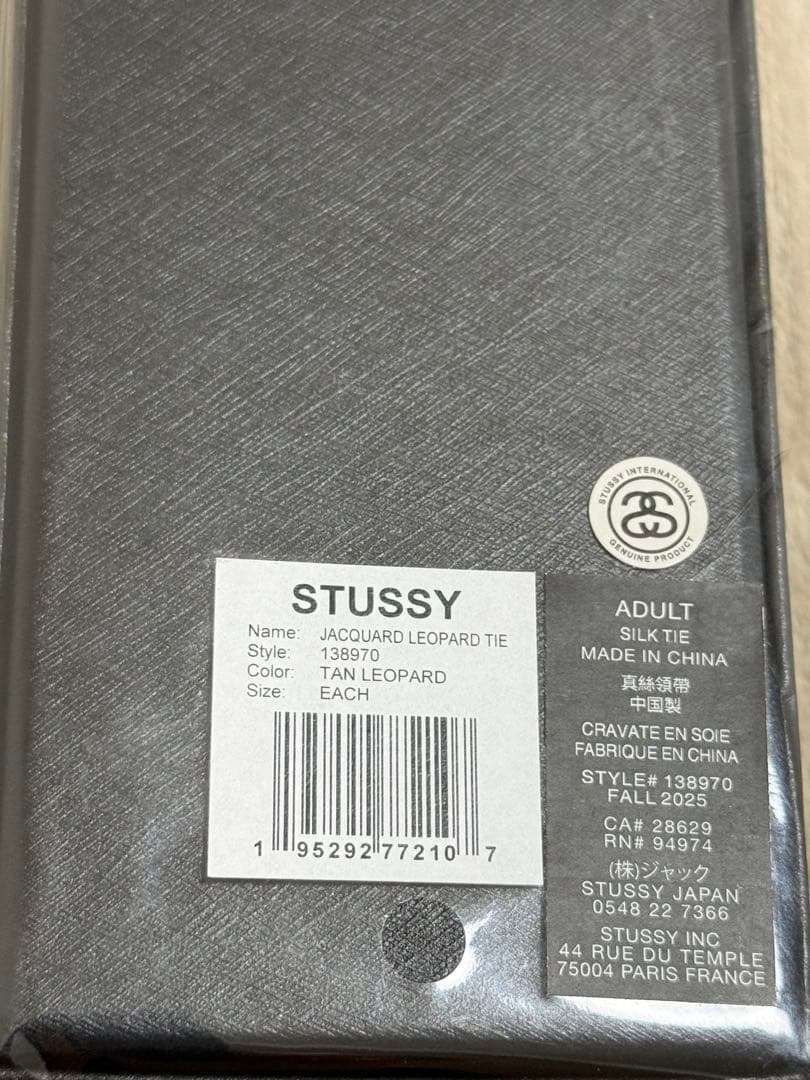 STUSSY INTERNATIONAL
GENUINE PRODUCT
STUSSY
Name: JACQUARD LEOPARD TIE
Style: 138970
Color: TAN LEOPARD
Size: EACH
1 95292 77210 7
ADULT
SILK TIE
MADE IN CHINA
真絲領帶
中国製
CRAVATE EN SOIE
FABRIQUE EN CHINA
STYLE# 138970
FALL 2025
CA# 28629
RN# 94974
(株)ジャック
STUSSY JAPAN
0548 22 7366
STUSSY INC
44 RUE DU TEMPLE
75004 PARIS FRANCE